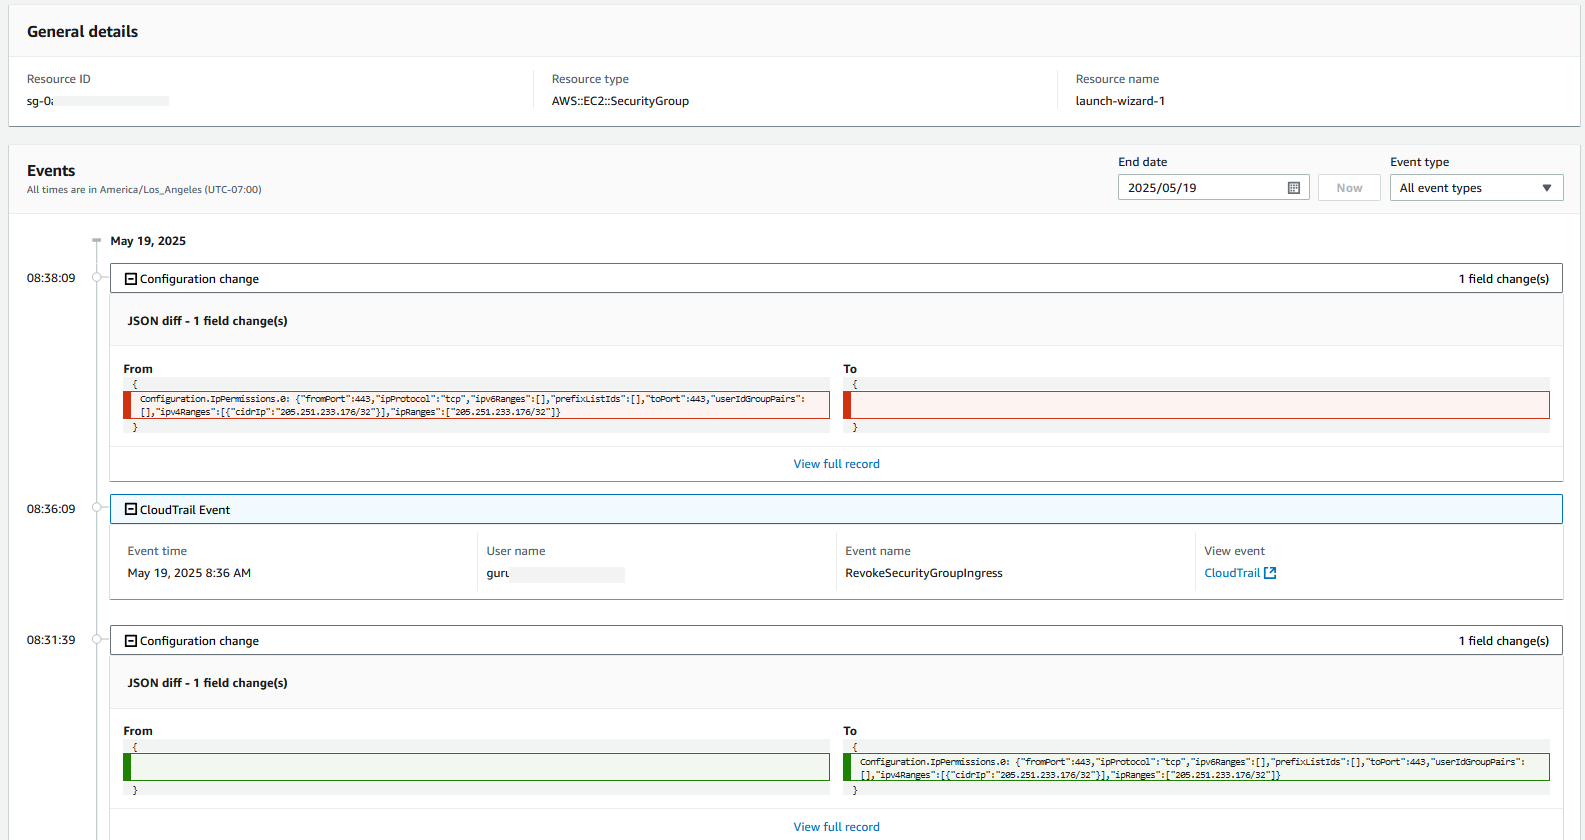 General details
Resource ID
Resource type
Resource name
sg-0
AWS::EC2::SecurityGroup
launch-wizard-1
Events
All times are in America/Los_Angeles (UTC-07:00)
End date
Event type
2025/05/19
Now
All event types
May 19, 2025
08:38:09
Configuration change
1 field change(s)
JSON diff - 1 field change(s)
From
To
{
{
Configuration.IpPermissions.0: {"fromPort":443,"ipProtocol":"tcp","ipv6Ranges":[],"prefixListIds":[],"toPort":443,"userIdGroupPairs":
[],"ipv4Ranges":[{"cidrIp":"205.251.233.176/32"}],"ipRanges":["205.251.233.176/32"]}
}
}
View full record
08:36:09
CloudTrail Event
Event time
User name
Event name
View event
May 19, 2025 8:36 AM
guru
RevokeSecurityGroupIngress
CloudTrail
08:31:39
Configuration change
1 field change(s)
JSON diff - 1 field change(s)
From
To
{
{
Configuration.IpPermissions.0: {"fromPort":443,"ipProtocol":"tcp","ipv6Ranges":[],"prefixListIds":[],"toPort":443,"userIdGroupPairs":
[],"ipv4Ranges":[{"cidrIp":"205.251.233.176/32"}],"ipRanges":["205.251.233.176/32"]}
}
}
View full record